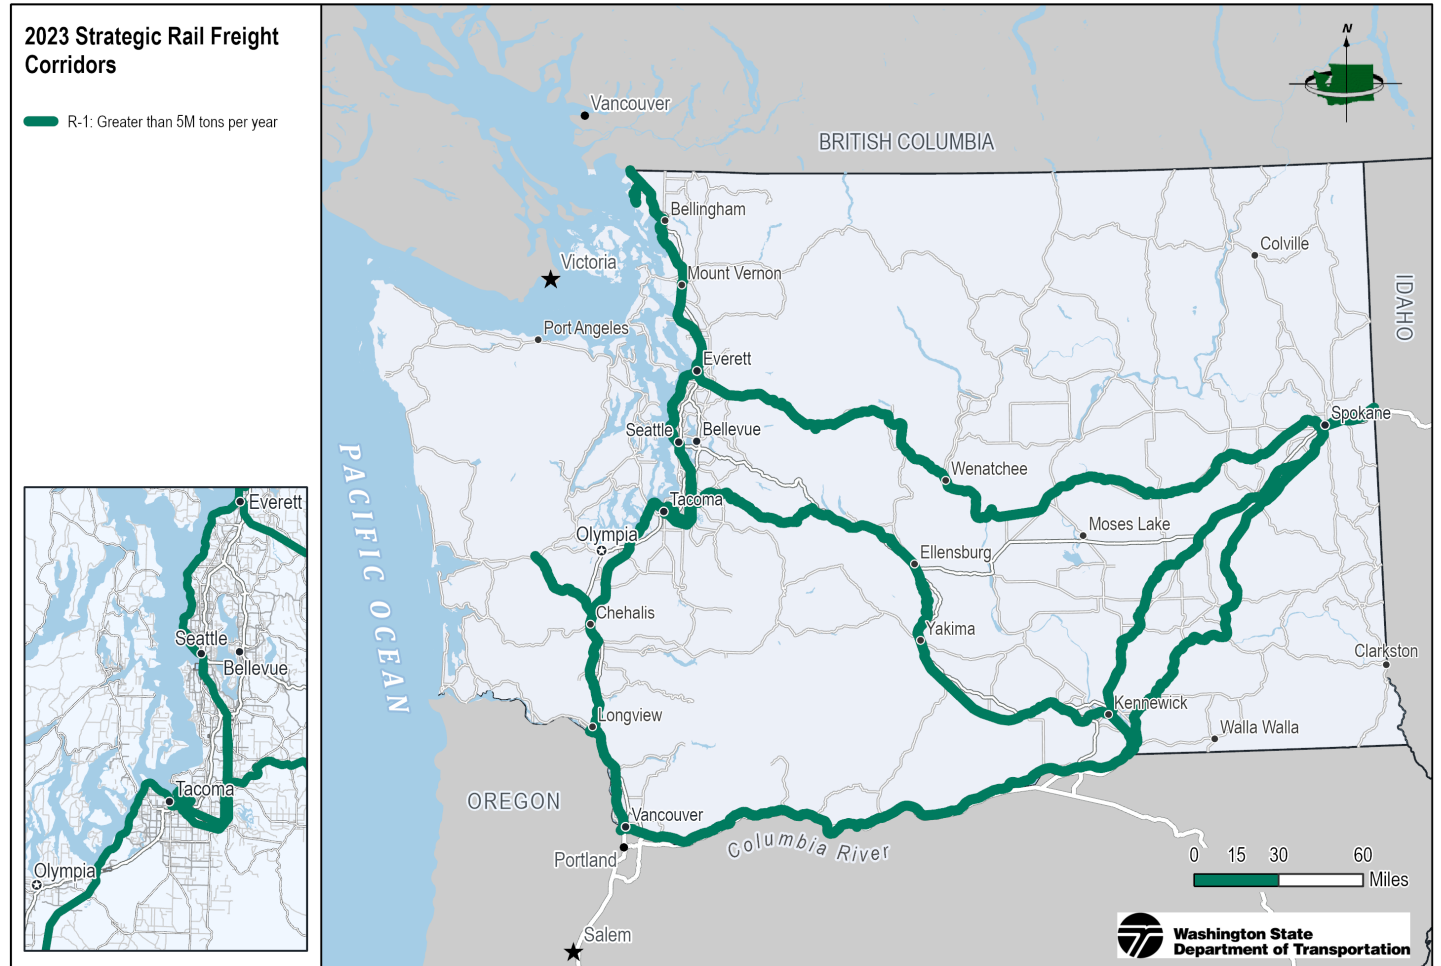 2023 Strategic Rail Freight
Corridors
R-1: Greater than 5M tons per year
N
Vancouver
BRITISH COLUMBIA
Bellingham
Colville
Victoria
Mount Vernon
IDAHO
Port Angeles
Everett
Spokane
Seattle
Bellevue
PACIFIC OCEAN
Wenatchee
Tacoma
Moses Lake
Olympia
Ellensburg
Chehalis
Yakima
Clarkston
Kennewick
Longview
Walla Walla
OREGON
Vancouver
Columbia River
Portland
0 15 30 60
Miles
Salem
Washington State
Department of Transportation
Everett
Seattle
Bellevue
Tacoma
Olympia